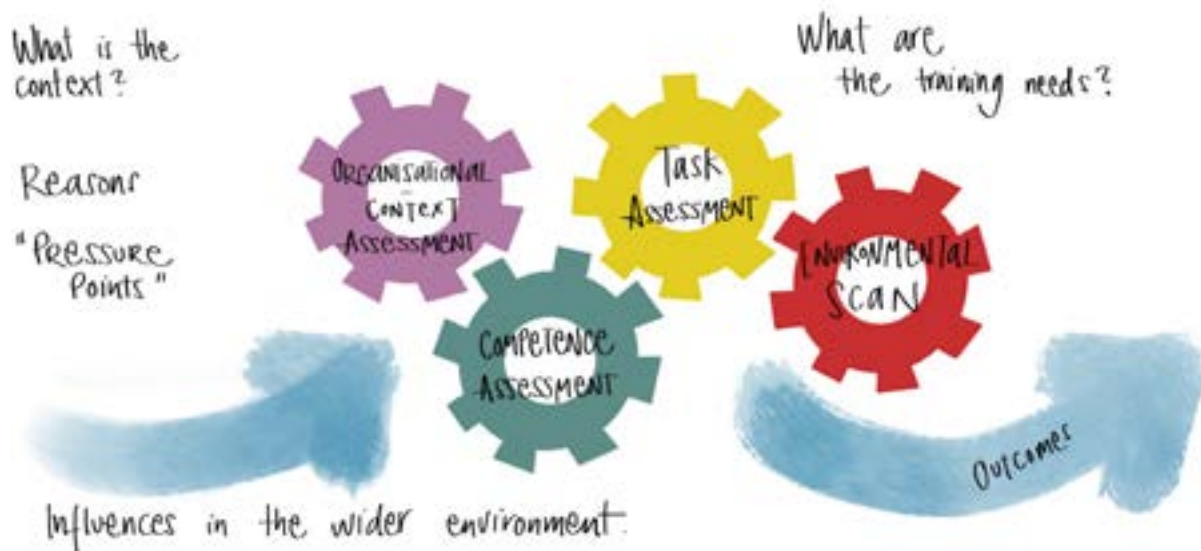 What is the
context?
Reasons
"Pressure
Points"
Organisational
-
Context
Assessment
Competence
Assessment
Task
Assessment
Environmental
Scan
What are
the training needs?
Outcomes
Influences in the wider environment.